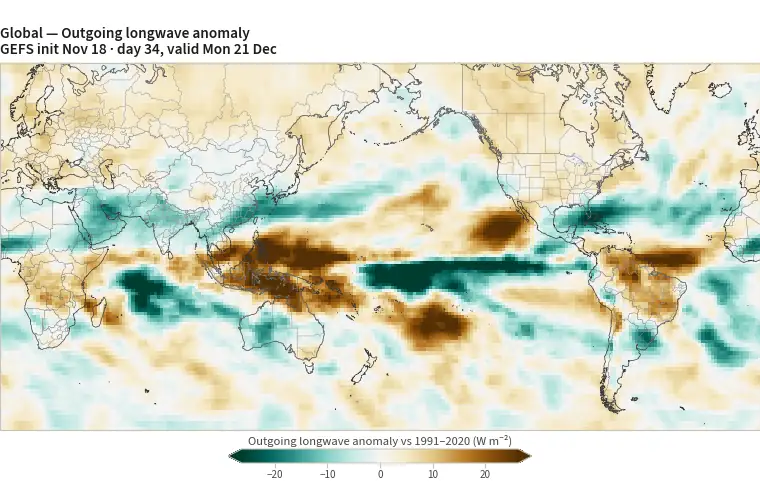 Global — Outgoing longwave anomaly
GEFS init Nov 18 · day 34, valid Mon 21 Dec
Outgoing longwave anomaly vs 1991–2020 (W m⁻²)
−20 −10 0 10 20